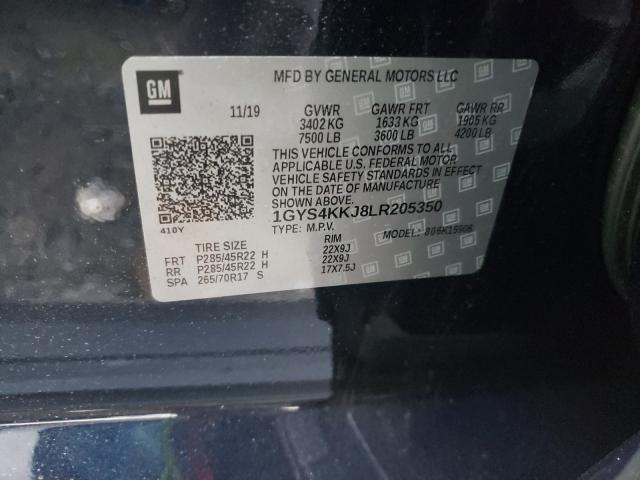 GM
MFD BY GENERAL MOTORS LLC
11/19 GVWR GAWR FRT GAWR RR
3402 KG 1633 KG 1905 KG
7500 LB 3600 LB 4200 LB
THIS VEHICLE CONFORMS TO ALL
APPLICABLE U.S. FEDERAL MOTOR
VEHICLE SAFETY STANDARDS IN EFFECT
ON THE DATE OF MANUFACTURE
SHOWN ABOVE.
1GYS4KKJ8LR205350
410Y
TYPE: M.P.V. MODEL:
TIRE SIZE RIM
FRT P285/45R22 H 22X9J
RR P285/45R22 H 22X9J
SPA 265/70R17 S 17X7.5J